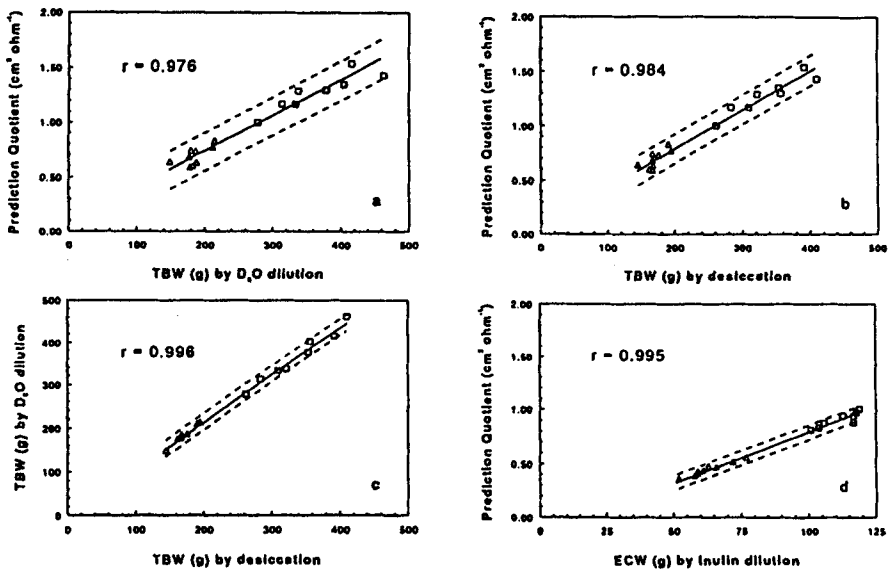 2.00
1.50
1.00
0.50
0.00
Prediction Quotient (cm² ohm⁻¹)
r = 0.976
a
0 100 200 300 400 500
TBW (g) by D₂O dilution
2.00
1.50
1.00
0.50
0.00
Prediction Quotient (cm² ohm⁻¹)
r = 0.984
b
0 100 200 300 400 500
TBW (g) by desiccation
500
400
300
200
100
0
TBW (g) by D₂O dilution
r = 0.996
c
0 100 200 300 400 500
TBW (g) by desiccation
2.00
1.50
1.00
0.50
0.00
Prediction Quotient (cm² ohm⁻¹)
r = 0.995
d
0 25 50 75 100 125
ECW (g) by Inulin dilution